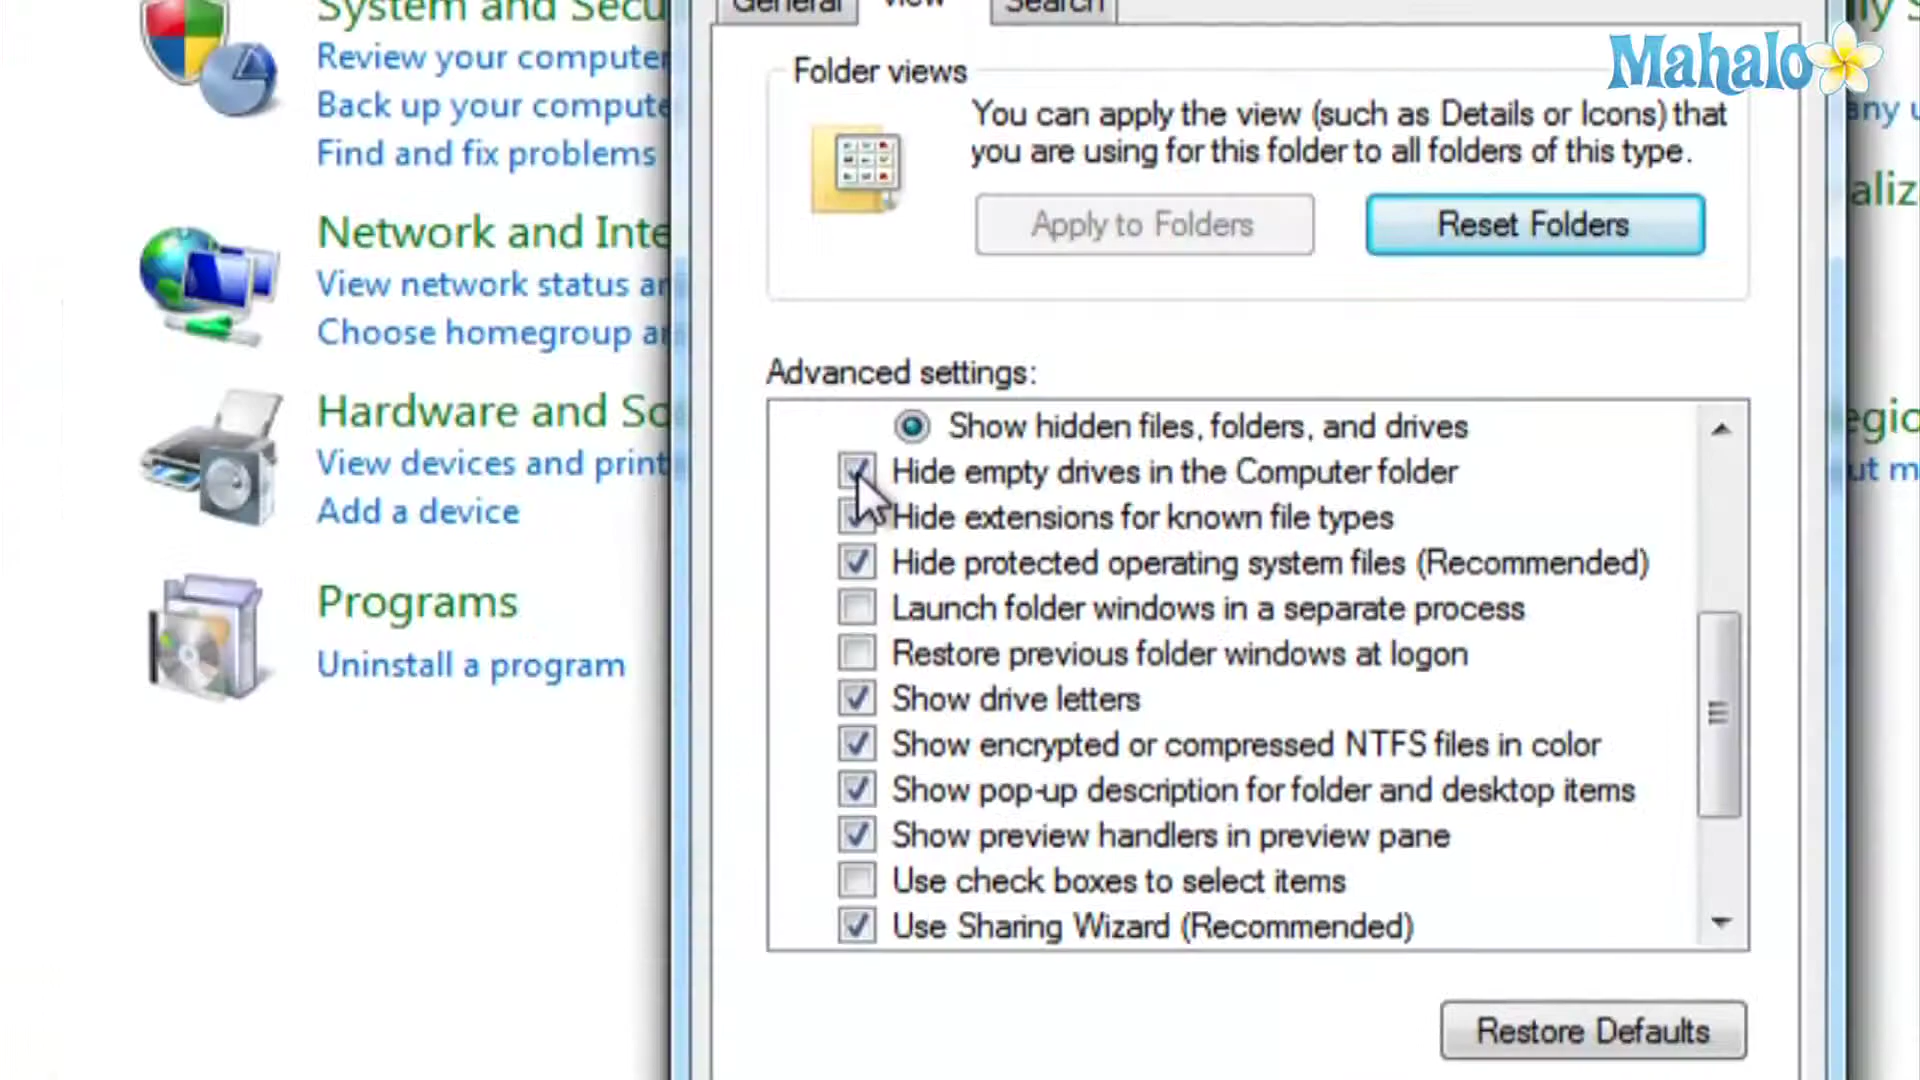 System and Secu
Review your computer
Back up your compute
Find and fix problems
Network and Inte
View network status an
Choose homegroup a
Hardware and So
View devices and print
Add a device
Programs
Uninstall a program
General
View
Search
Folder views
You can apply the view (such as Details or Icons) that
you are using for this folder to all folders of this type.
Apply to Folders
Reset Folders
Advanced settings:
Show hidden files, folders, and drives
Hide empty drives in the Computer folder
Hide extensions for known file types
Hide protected operating system files (Recommended)
Launch folder windows in a separate process
Restore previous folder windows at logon
Show drive letters
Show encrypted or compressed NTFS files in color
Show pop-up description for folder and desktop items
Show preview handlers in preview pane
Use check boxes to select items
Use Sharing Wizard (Recommended)
Restore Defaults
Mahalo
any u
aliz
egio
ut m